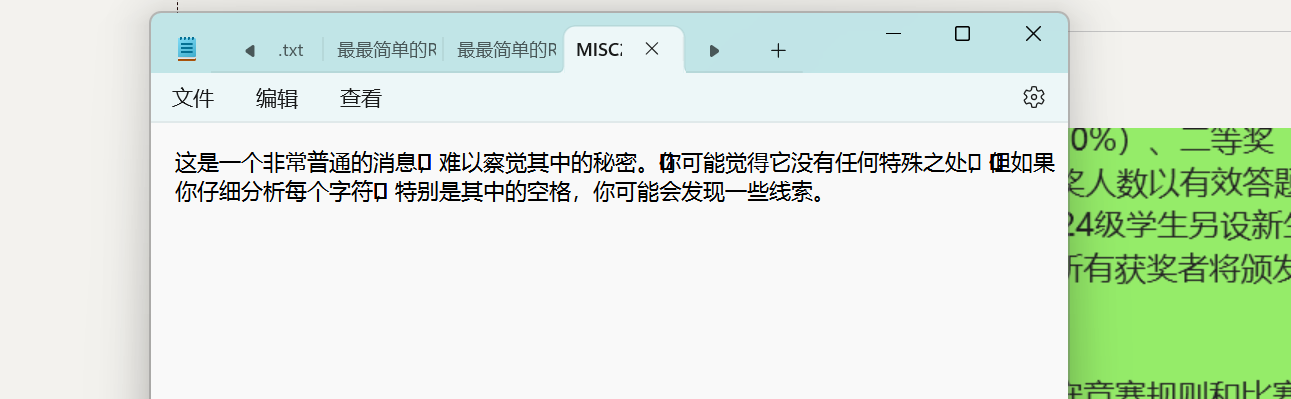 .txt 最最简单的R 最最简单的R MISC
文件 编辑 查看
这是一个非常普通的消息 难以察觉其中的秘密。你可能觉得它没有任何特殊之处 但如果
你仔细分析每个字符 特别是其中的空格，你可能会发现一些线索。
0%）、二等奖
奖人数以有效答题
24级学生另设新生
所有获奖者将颁发
守竞赛规则和比赛